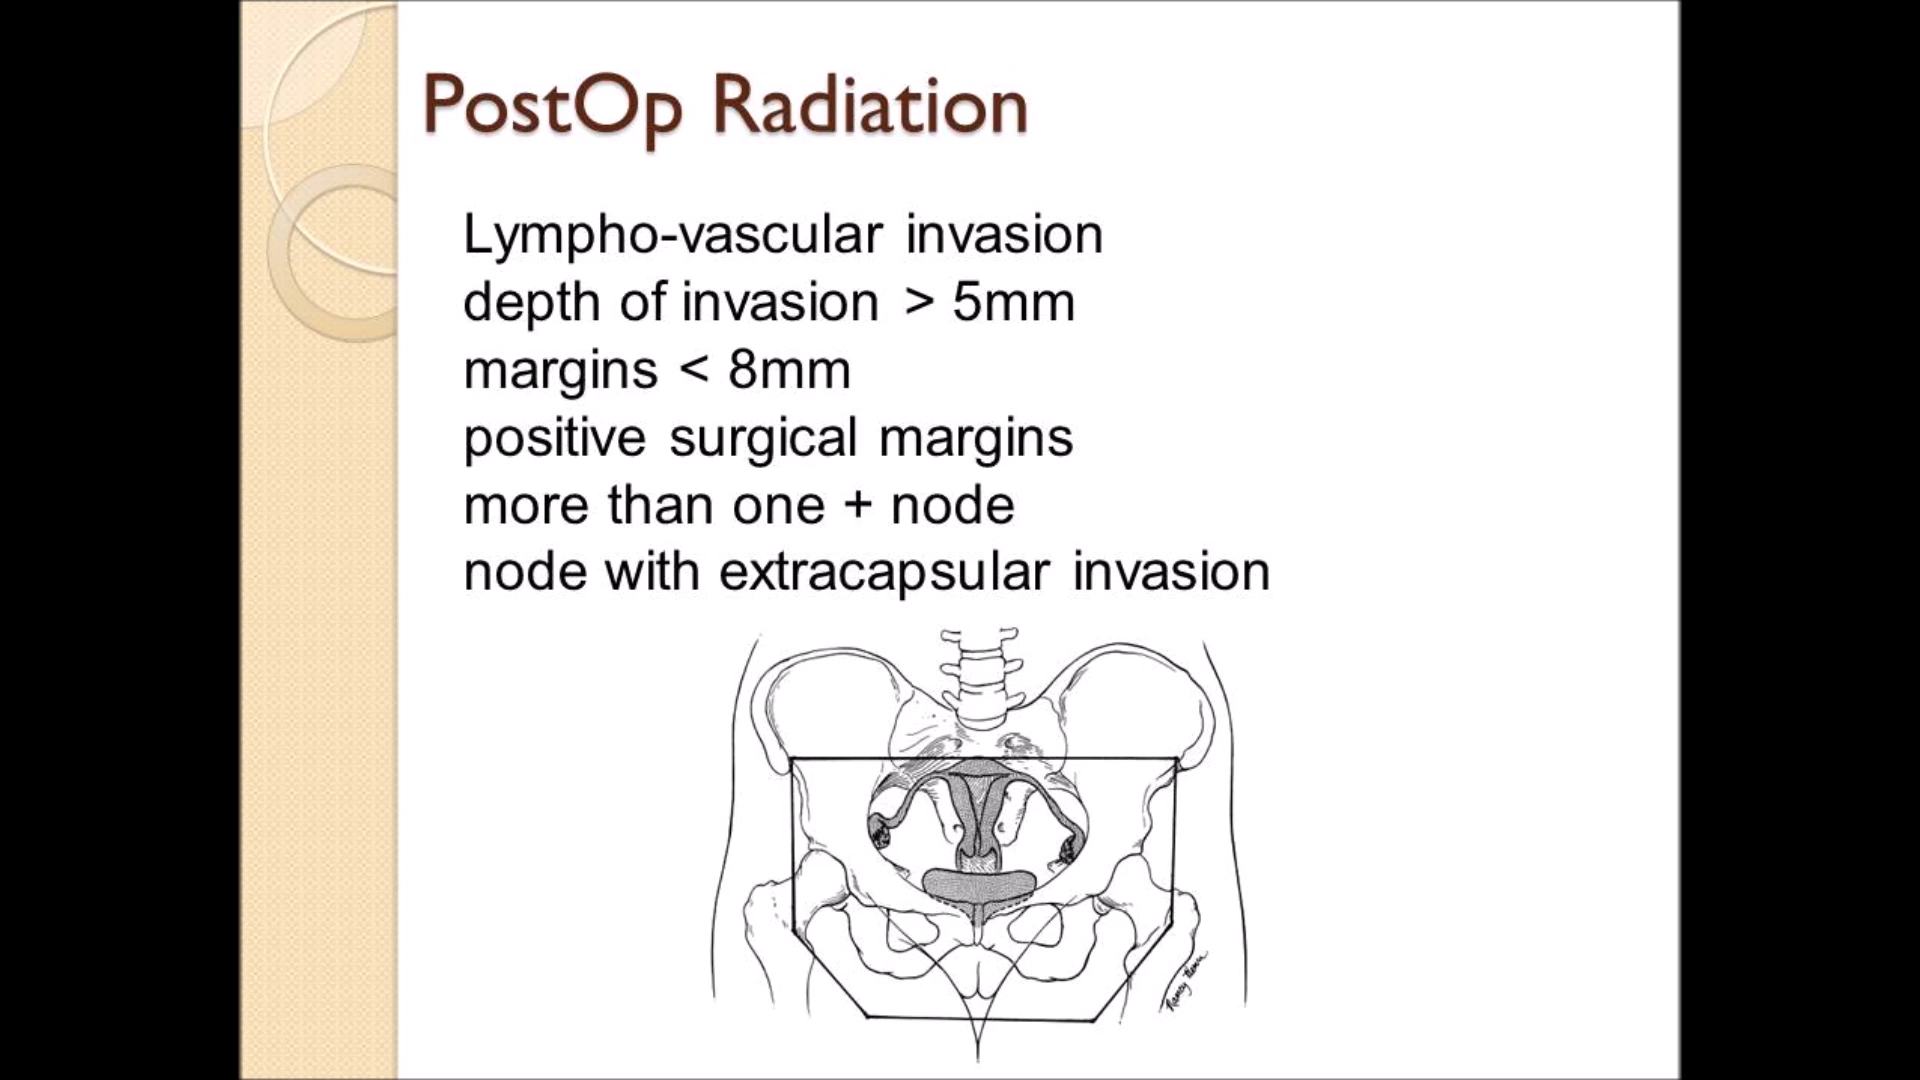 PostOp Radiation
Lympho-vascular invasion
depth of invasion > 5mm
margins < 8mm
positive surgical margins
more than one + node
node with extracapsular invasion